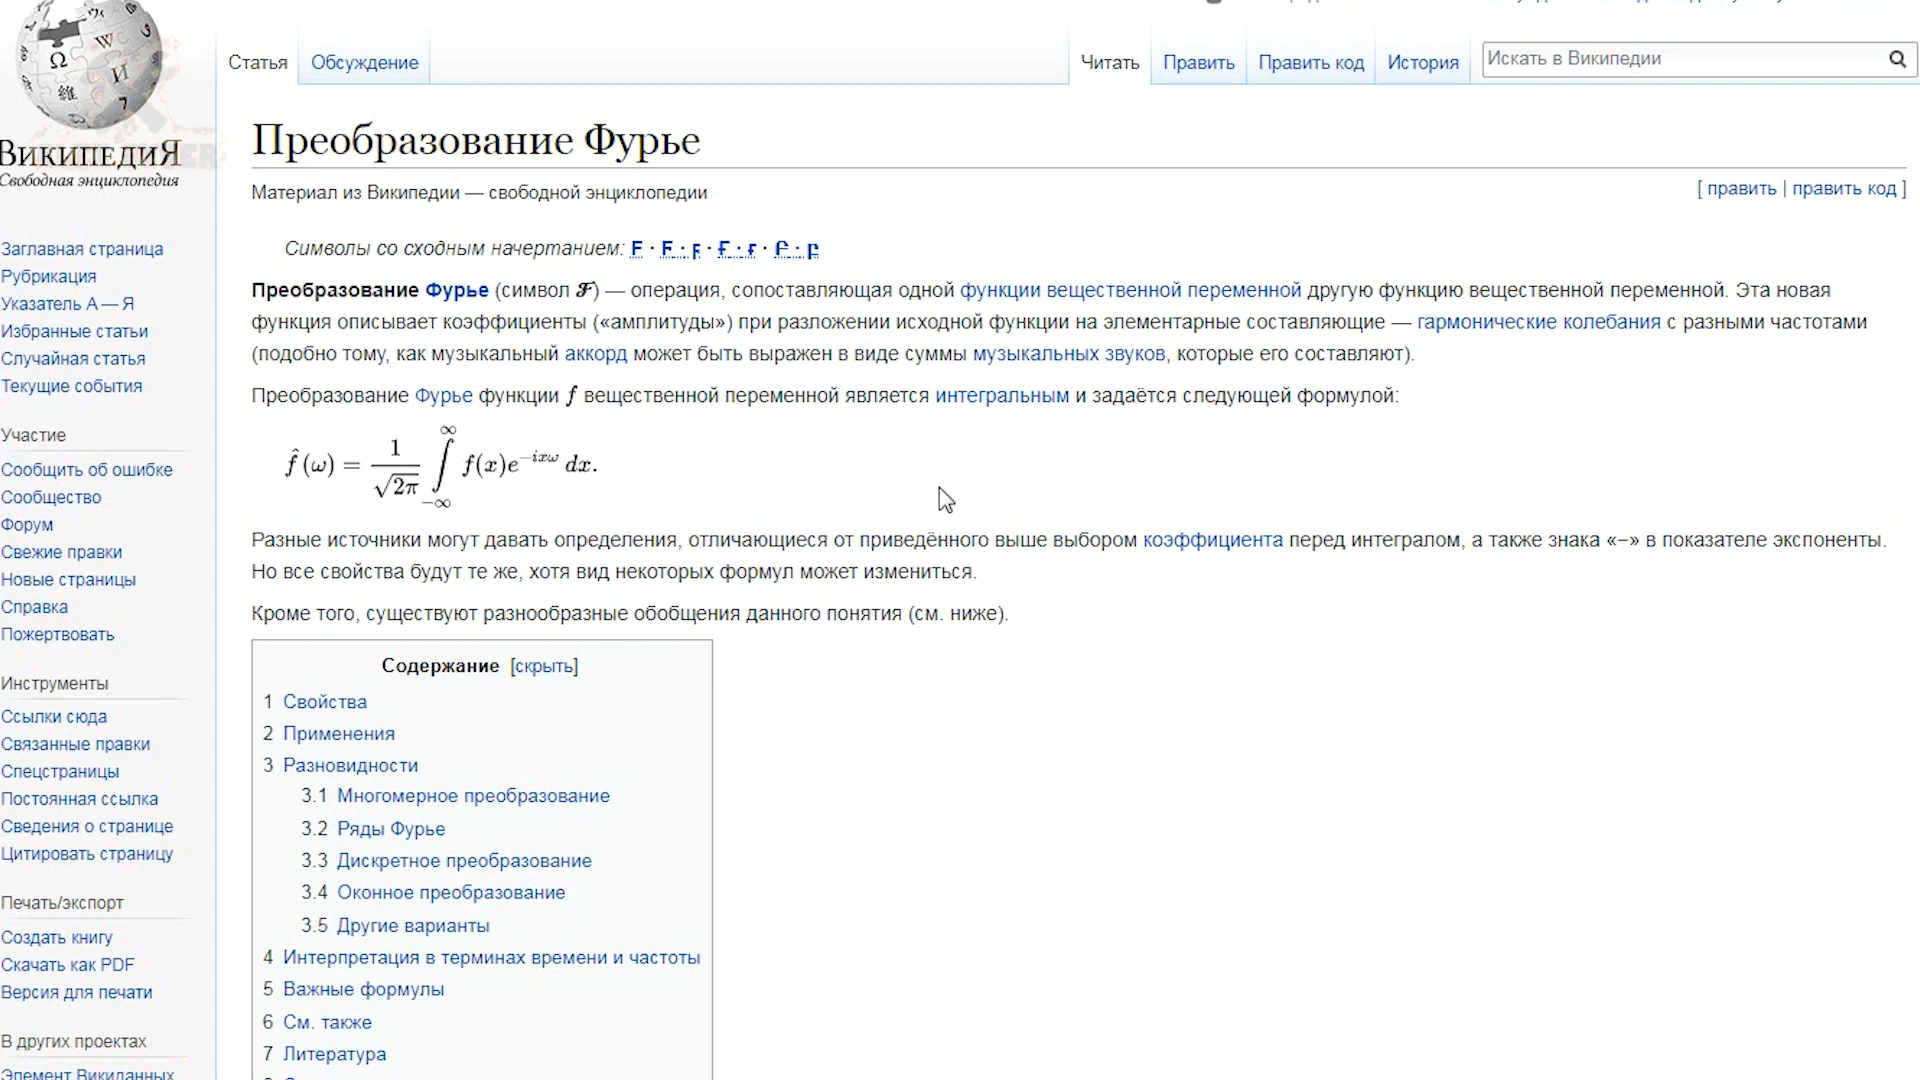 Статья Обсуждение Читать Править Править код История Искать в Википедии
ВикипедиЯ
Свободная энциклопедия
Преобразование Фурье
Материал из Википедии — свободной энциклопедии
[ править | править код ]
Символы со сходным начертанием:
Преобразование Фурье (символ ℱ) — операция, сопоставляющая одной функции вещественной переменной другую функцию вещественной переменной. Эта новая
функция описывает коэффициенты («амплитуды») при разложении исходной функции на элементарные составляющие — гармонические колебания с разными частотами
(подобно тому, как музыкальный аккорд может быть выражен в виде суммы музыкальных звуков, которые его составляют).
Преобразование Фурье функции f вещественной переменной является интегральным и задаётся следующей формулой:
f̂(ω) = 1/√2π ∫_{-∞}^{∞} f(x)e^{−ixω} dx.
Разные источники могут давать определения, отличающиеся от приведённого выше выбором коэффициента перед интегралом, а также знака «−» в показателе экспоненты.
Но все свойства будут те же, хотя вид некоторых формул может измениться.
Кроме того, существуют разнообразные обобщения данного понятия (см. ниже).
Содержание [скрыть]
1 Свойства
2 Применения
3 Разновидности
3.1 Многомерное преобразование
3.2 Ряды Фурье
3.3 Дискретное преобразование
3.4 Оконное преобразование
3.5 Другие варианты
4 Интерпретация в терминах времени и частоты
5 Важные формулы
6 См. также
7 Литература
Заглавная страница
Рубрикация
Указатель А — Я
Избранные статьи
Случайная статья
Текущие события
Участие
Сообщить об ошибке
Сообщество
Форум
Свежие правки
Новые страницы
Справка
Пожертвовать
Инструменты
Ссылки сюда
Связанные правки
Спецстраницы
Постоянная ссылка
Сведения о странице
Цитировать страницу
Печать/экспорт
Создать книгу
Скачать как PDF
Версия для печати
В других проектах
Элемент Викиданных